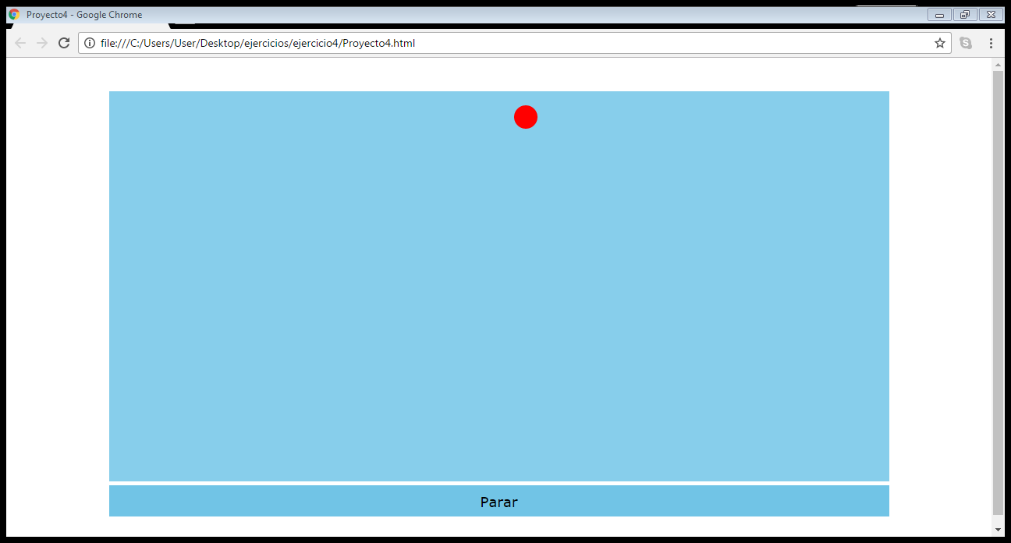 Proyecto4 - Google Chrome
file:///C:/Users/User/Desktop/ejercicios/ejercicio4/Proyecto4.html
Parar